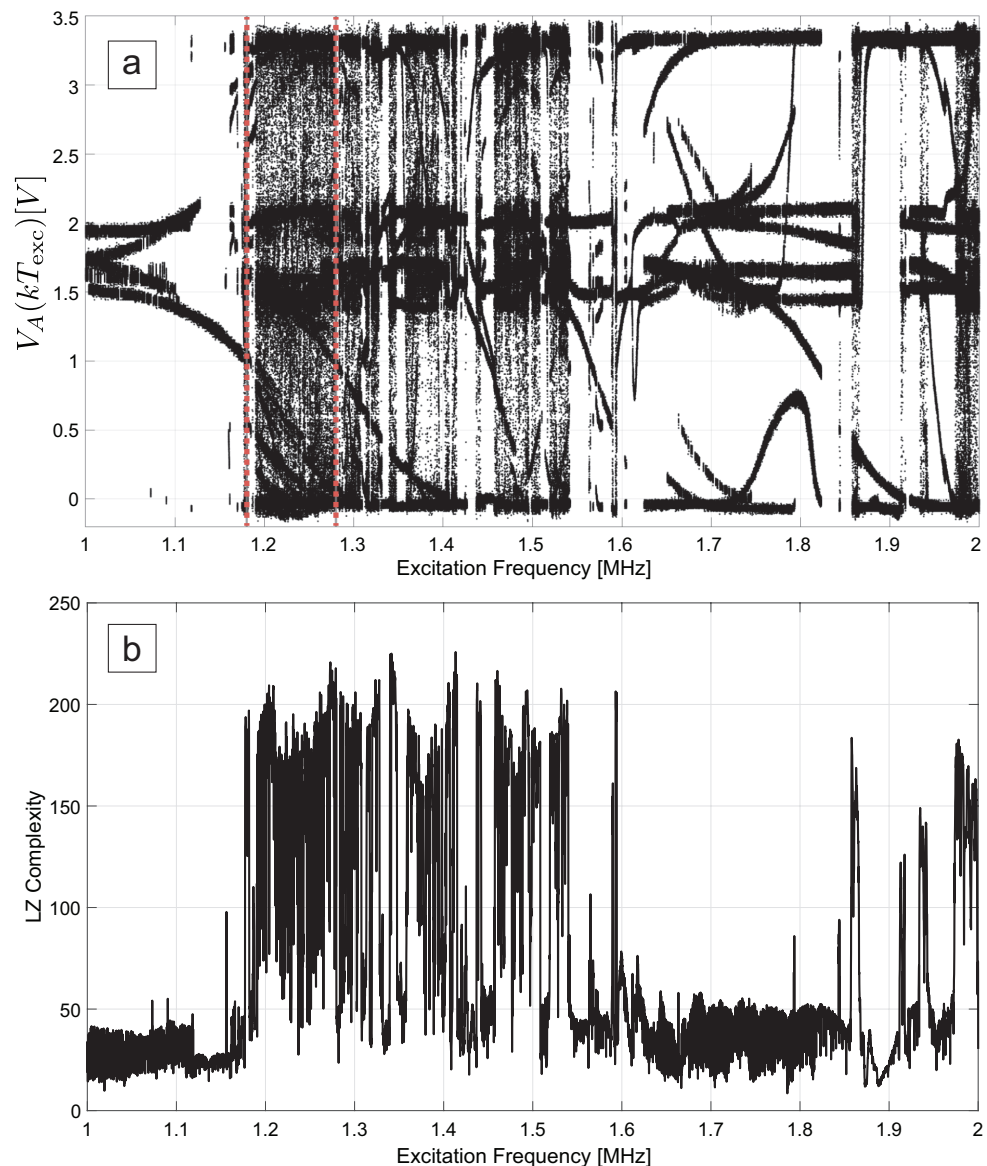 a
3.5
3
2.5
2
1.5
1
0.5
0
V_A(kT_exc)[V]
1 1.1 1.2 1.3 1.4 1.5 1.6 1.7 1.8 1.9 2
Excitation Frequency [MHz]
b
250
200
150
100
50
0
LZ Complexity
1 1.1 1.2 1.3 1.4 1.5 1.6 1.7 1.8 1.9 2
Excitation Frequency [MHz]